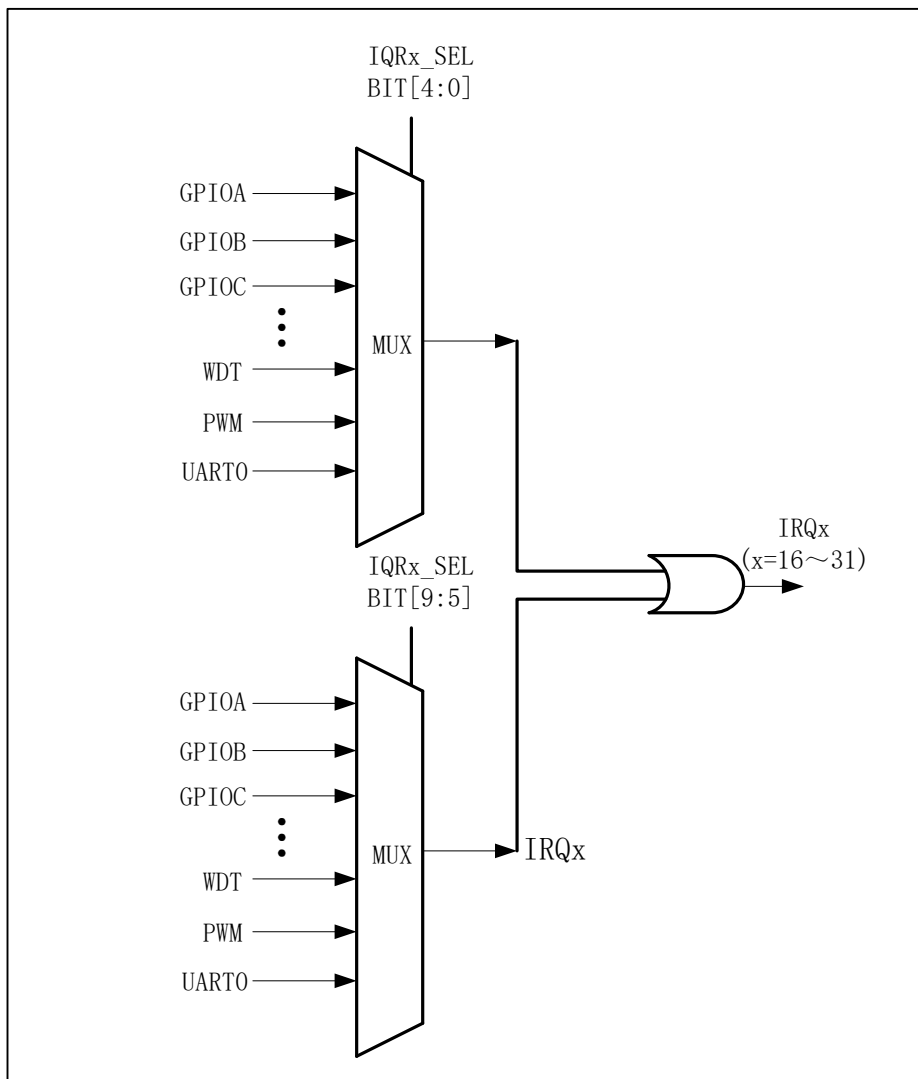 IQRx_SEL
BIT[4:0]
GPIOA
GPIOB
GPIOC
WDT
PWM
UART0
MUX
IRQx
(x=16～31)
IQRx_SEL
BIT[9:5]
GPIOA
GPIOB
GPIOC
WDT
PWM
UART0
MUX
IRQx